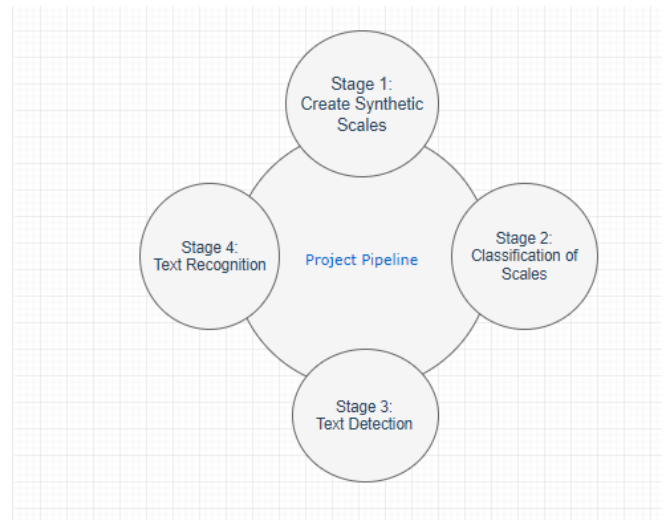 Stage 1:
Create Synthetic
Scales
Stage 2:
Classification of
Scales
Stage 3:
Text Detection
Stage 4:
Text Recognition
Project Pipeline